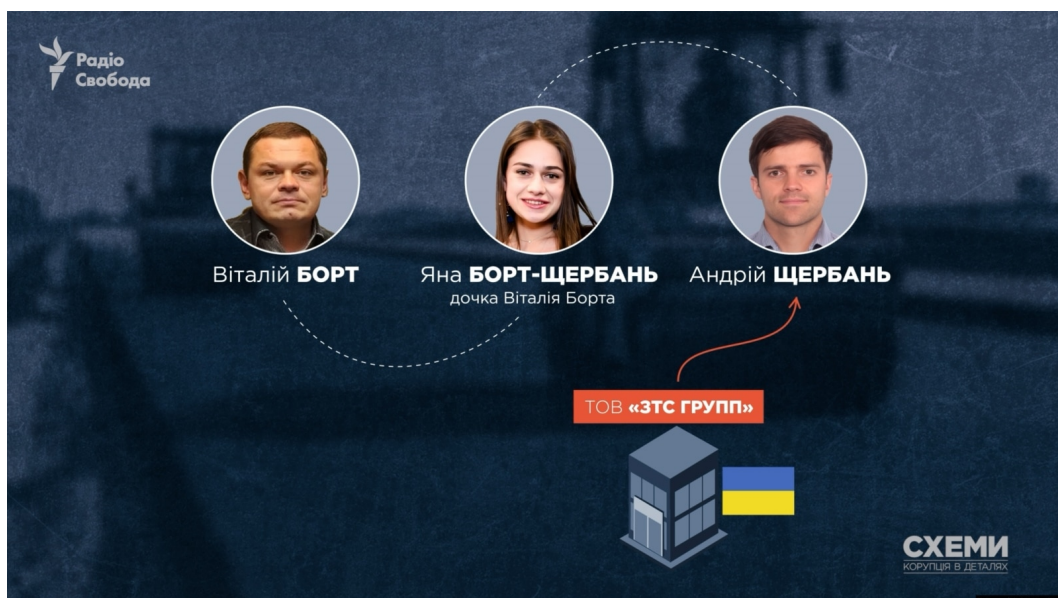 Радіо
Свобода
Віталій БОРТ
Яна БОРТ-ЩЕРБАНЬ
дочка Віталія Борта
Андрій ЩЕРБАНЬ
ТОВ «ЗТС ГРУПП»
СХЕМИ
КОРУПЦІЯ В ДЕТАЛЯХ